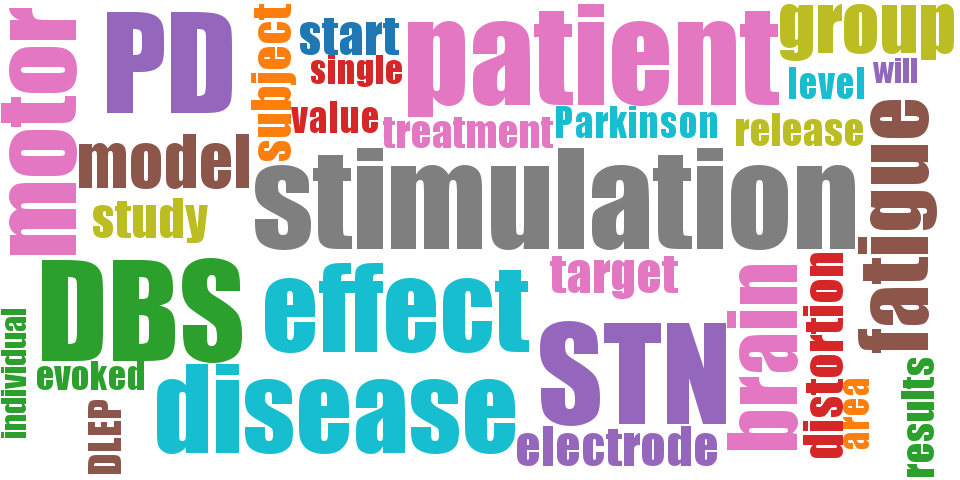 motor
PD
subject
start
single
value
patient
group
level
will
treatment
Parkinson
release
model
study
stimulation
fatigue
DBS
effect
target
brain
distortion
STN
individual
evoked
DLEP
disease
electrode
area
results